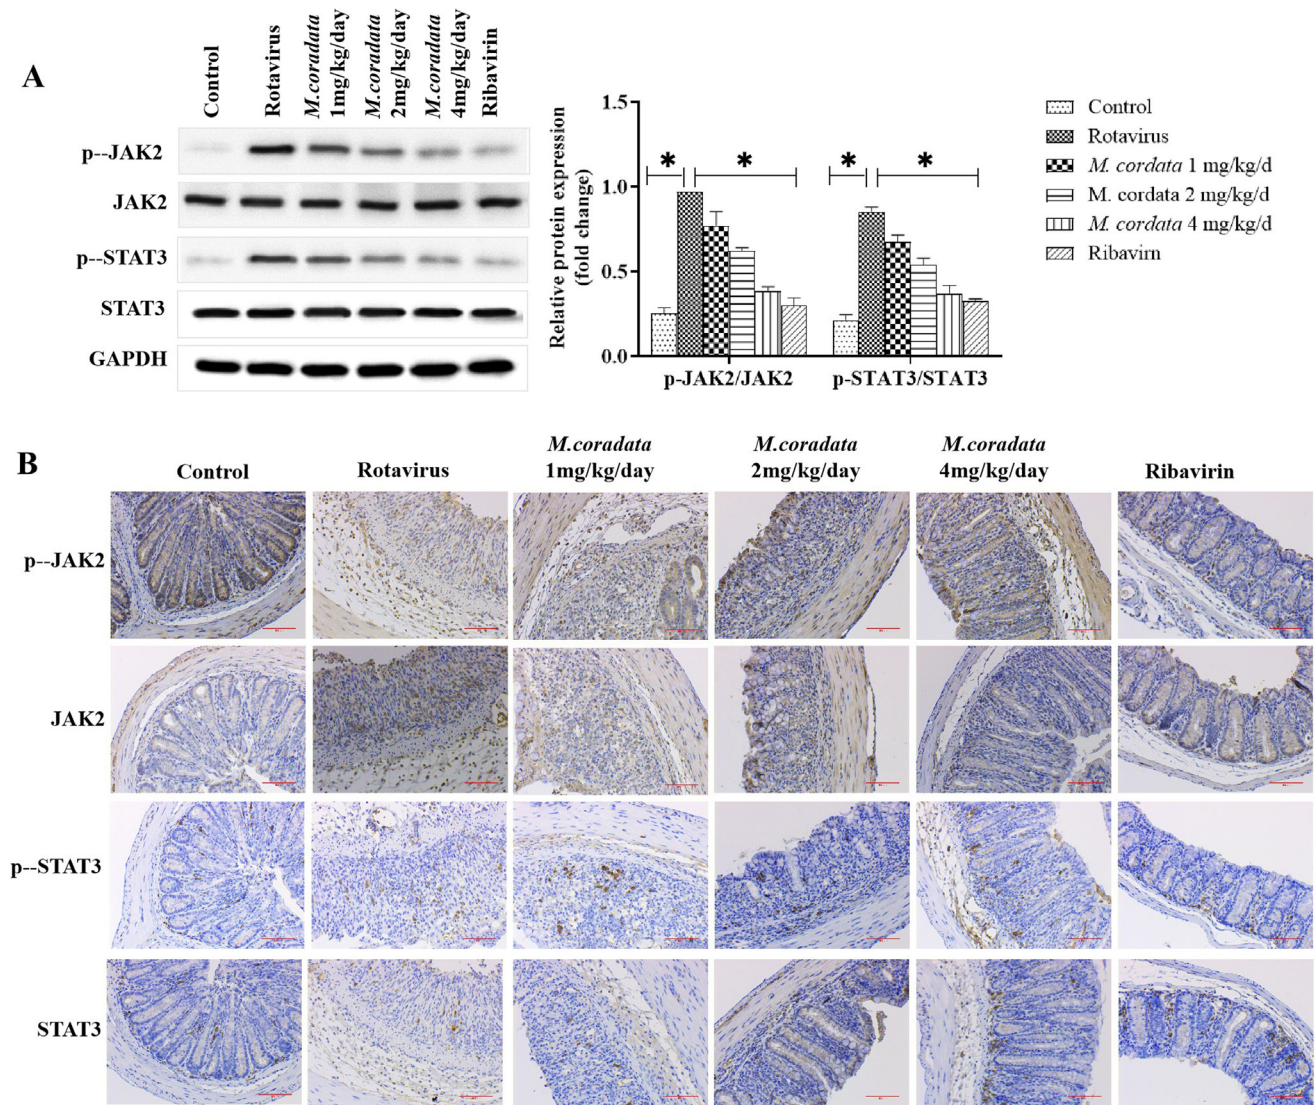 A
Control
Rotavirus
M.coradata
1mg/kg/day
M.coradata
2mg/kg/day
M.coradata
4mg/kg/day
Ribavirin
p--JAK2
JAK2
p--STAT3
STAT3
GAPDH
Relative protein expression
(fold change)
1.5
1.0
0.5
0.0
* * * *
p-JAK2/JAK2 p-STAT3/STAT3
Control
Rotavirus
M. cordata 1 mg/kg/d
M. cordata 2 mg/kg/d
M. cordata 4 mg/kg/d
Ribavirn
B
Control
Rotavirus
M.coradata
1mg/kg/day
M.coradata
2mg/kg/day
M.coradata
4mg/kg/day
Ribavirin
p--JAK2
JAK2
p--STAT3
STAT3